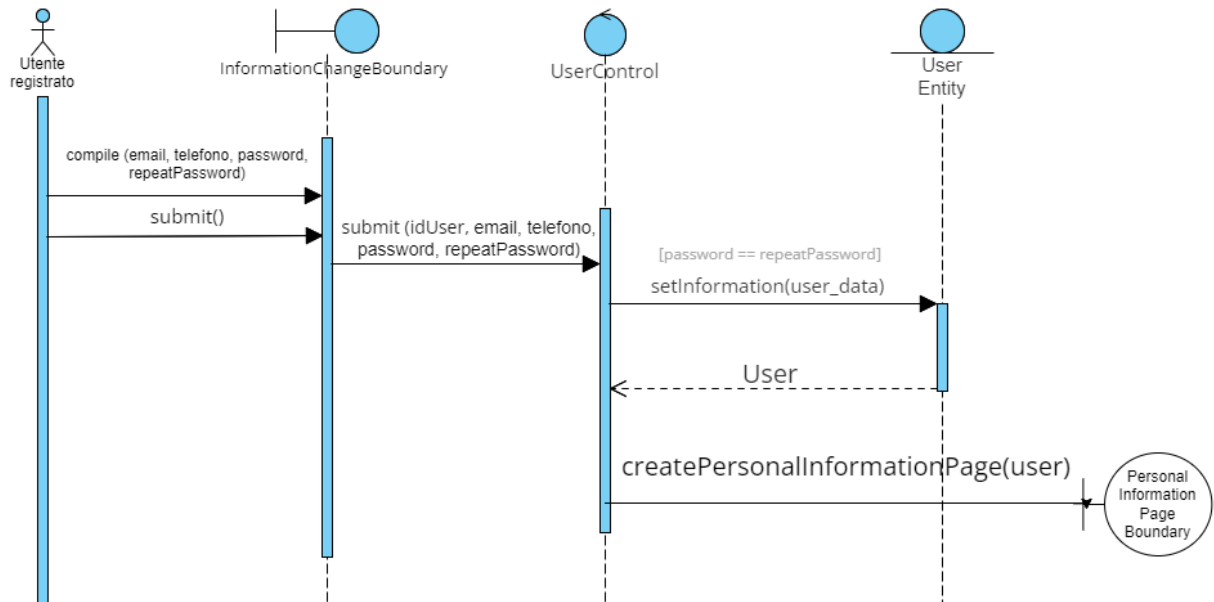 Utente
registrato
InformationChangeBoundary
UserControl
User
Entity
compile (email, telefono, password,
repeatPassword)
submit()
submit (idUser, email, telefono,
password, repeatPassword)
[password == repeatPassword]
setInformation(user_data)
User
createPersonalInformationPage(user)
Personal
Information
Page
Boundary